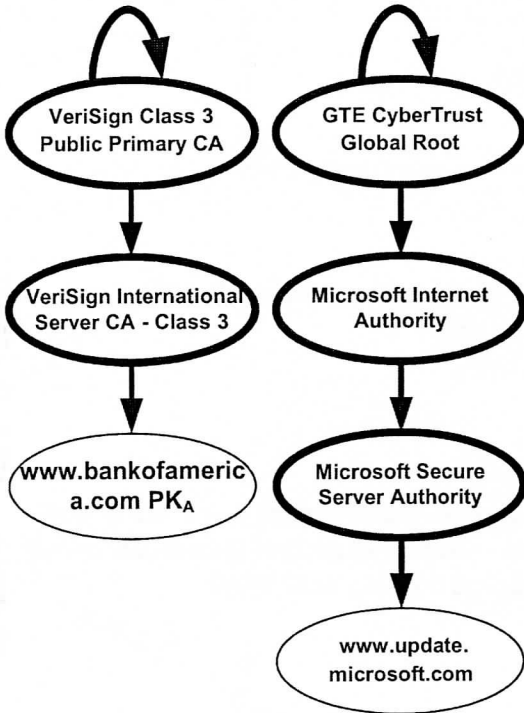 VeriSign Class 3
Public Primary CA
VeriSign International
Server CA - Class 3
www.bankofameric
a.com PKA
GTE CyberTrust
Global Root
Microsoft Internet
Authority
Microsoft Secure
Server Authority
www.update.
microsoft.com